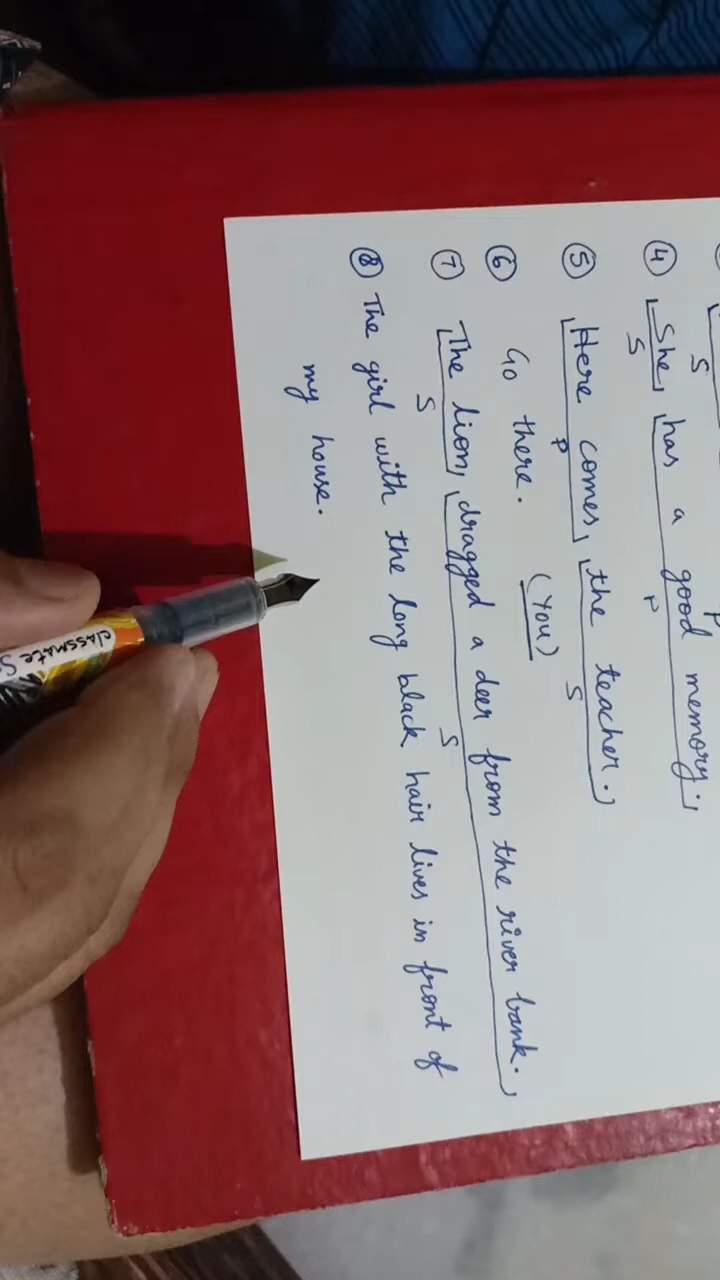 S P
④ She has a good memory.
S P
⑤ Here comes the teacher.
P S
⑥ Go there. (You)
⑦ The lion dragged a deer from the river bank.
S S
⑧ The girl with the long black hair lives in front of
my house.
classmate